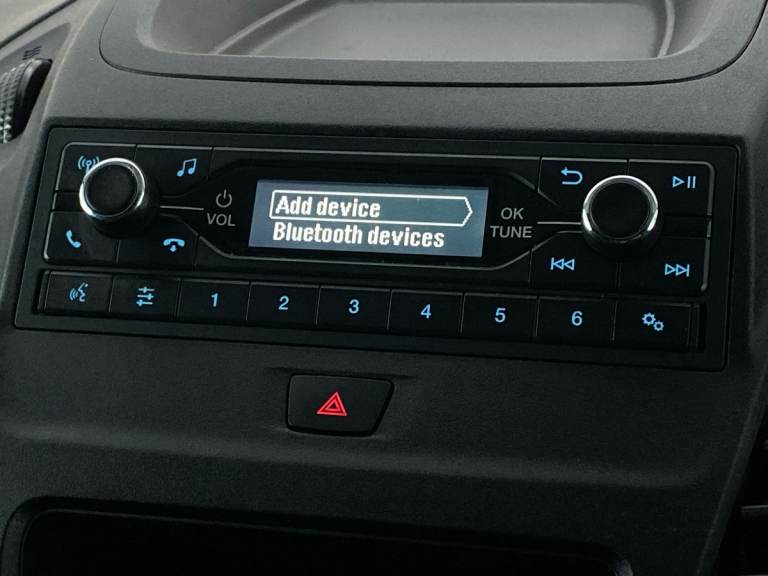 VOL
Add device
Bluetooth devices
OK
TUNE
1 2 3 4 5 6